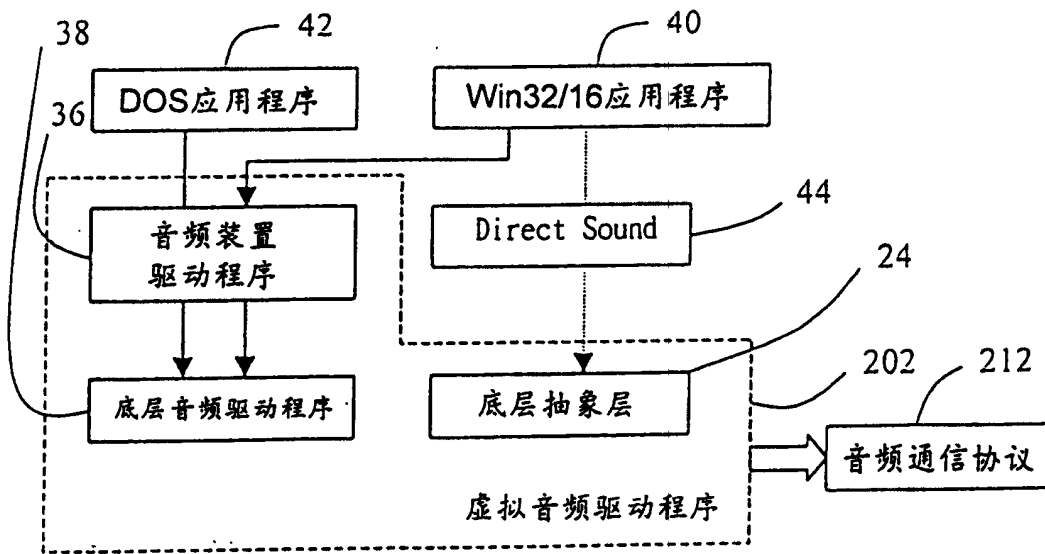 38
42
40
DOS应用程序
Win32/16应用程序
36
44
音频装置
驱动程序
Direct Sound
24
202
212
底层音频驱动程序
底层抽象层
音频通信协议
虚拟音频驱动程序